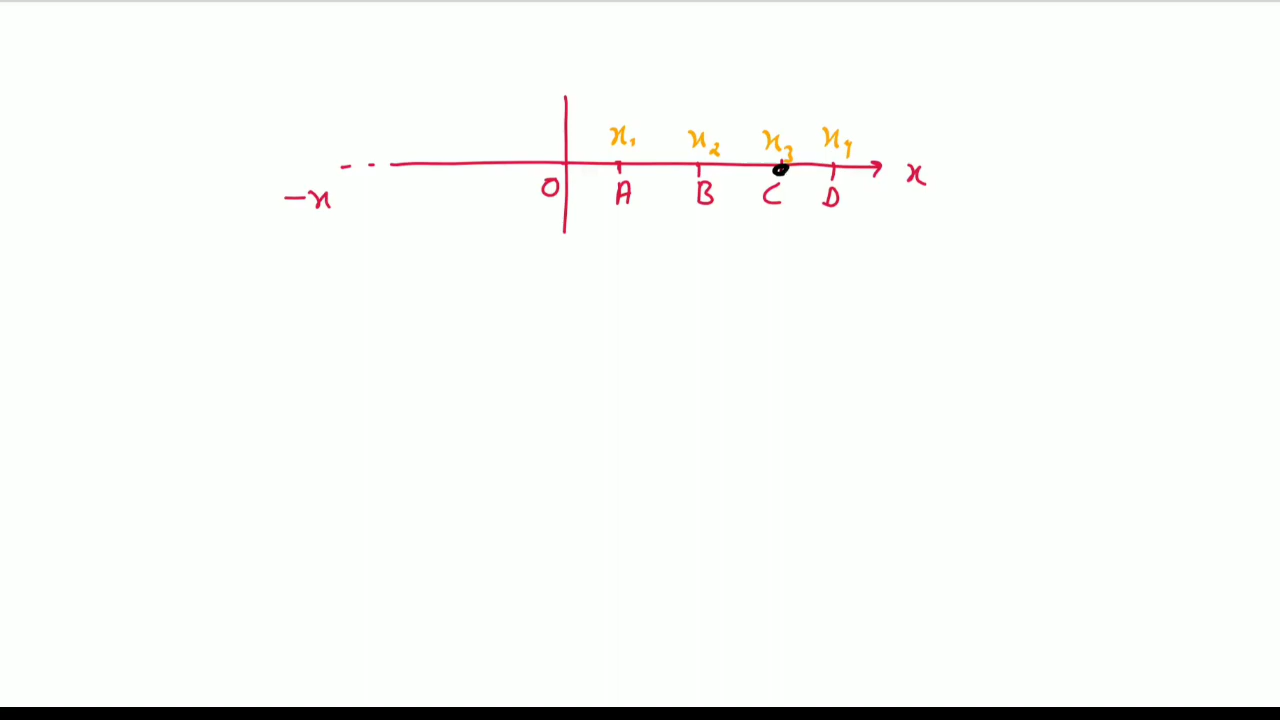 x₁ x₂ x₃ x₄
-x O A B C D x